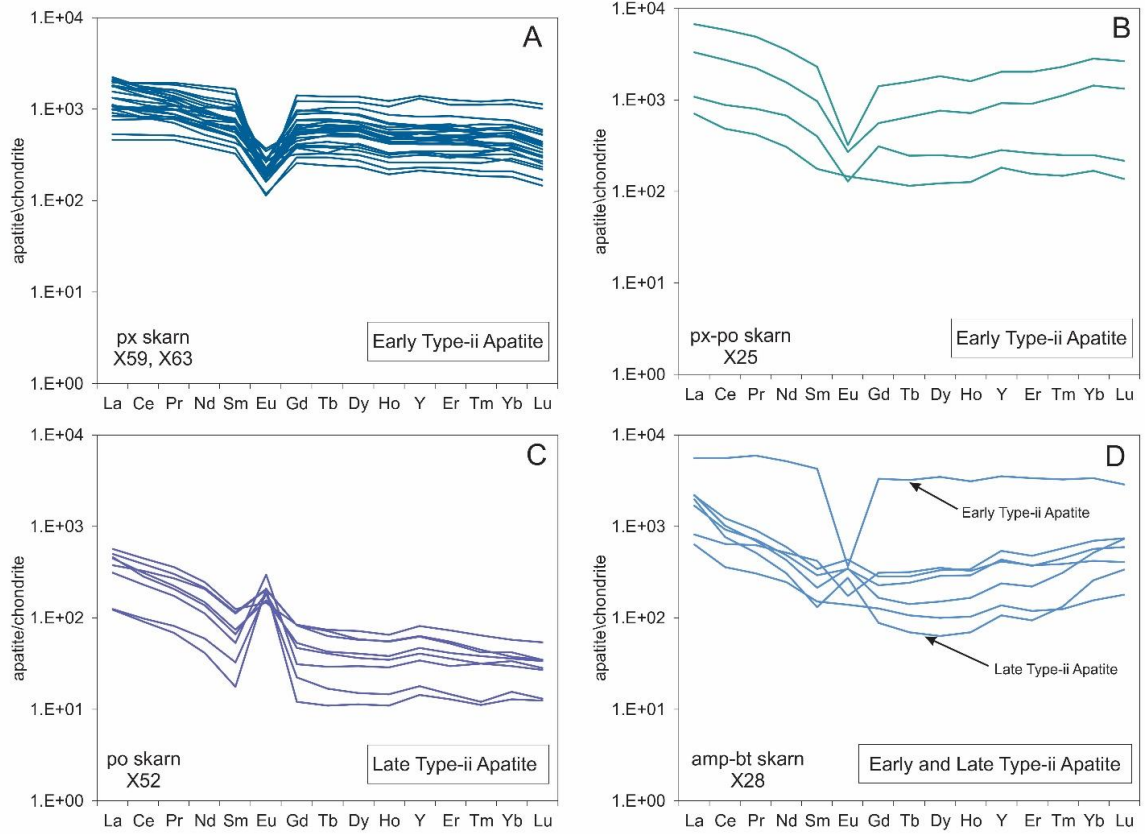 A
1.E+04
1.E+03
1.E+02
1.E+01
1.E+00
apatite\chondrite
px skarn
X59, X63
Early Type-ii Apatite
La Ce Pr Nd Sm Eu Gd Tb Dy Ho Y Er Tm Yb Lu
B
1.E+04
1.E+03
1.E+02
1.E+01
1.E+00
apatite\chondrite
px-po skarn
X25
Early Type-ii Apatite
La Ce Pr Nd Sm Eu Gd Tb Dy Ho Y Er Tm Yb Lu
C
1.E+04
1.E+03
1.E+02
1.E+01
1.E+00
apatite/chondrite
po skarn
X52
Late Type-ii Apatite
La Ce Pr Nd Sm Eu Gd Tb Dy Ho Y Er Tm Yb Lu
D
1.E+04
1.E+03
1.E+02
1.E+01
1.E+00
apatite\chondrite
Early Type-ii Apatite
Late Type-ii Apatite
amp-bt skarn
X28
Early and Late Type-ii Apatite
La Ce Pr Nd Sm Eu Gd Tb Dy Ho Y Er Tm Yb Lu